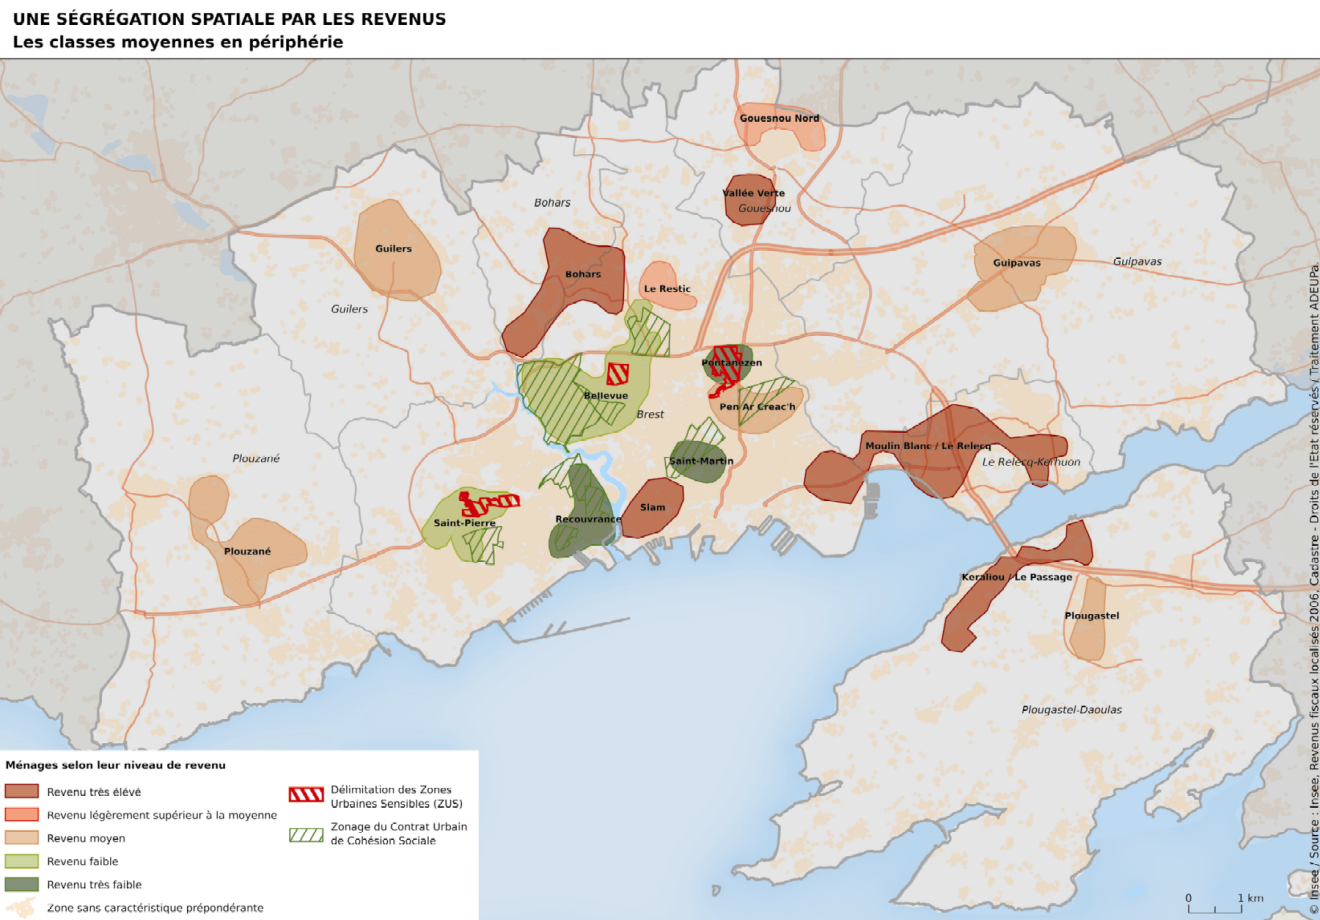 UNE SÉGRÉGATION SPATIALE PAR LES REVENUS
Les classes moyennes en périphérie
Gouesnou Nord
Vallée Verte
Gouesnou
Bohars
Guilers
Bohars
Guipavas
Guipavas
Le Restic
Guilers
Pontanezen
Bellevue
Brest
Pen Ar Creac'h
Moulin Blanc / Le Relecq
Le Relecq-Kerhuon
Plouzané
Saint-Martin
Siam
Saint-Pierre
Recouvrance
Plouzané
Keraliou / Le Passage
Plougastel
Plougastel-Daoulas
Ménages selon leur niveau de revenu
Revenu très élévé
Revenu légèrement supérieur à la moyenne
Revenu moyen
Revenu faible
Revenu très faible
Zone sans caractéristique prépondérante
Délimitation des Zones
Urbaines Sensibles (ZUS)
Zonage du Contrat Urbain
de Cohésion Sociale
0 1 km
© Insee / Source : Insee, Revenus fiscaux localisés 2006, Cadastre - Droits de l'Etat réservés / Traitement ADEUPa.